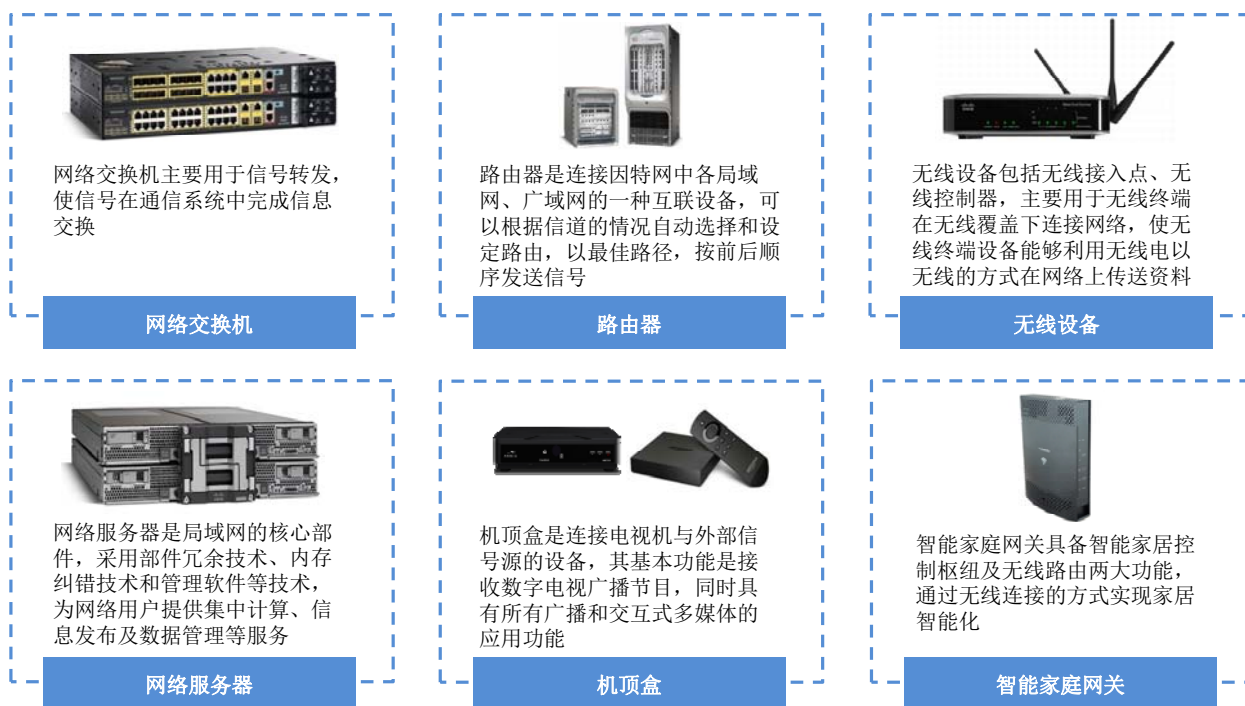 网络交换机主要用于信号转发，
使信号在通信系统中完成信息
交换
网络交换机
路由器是连接因特网中各局域
网、广域网的一种互联设备，可
以根据信道的情况自动选择和设
定路由，以最佳路径，按前后顺
序发送信号
路由器
无线设备包括无线接入点、无
线控制器，主要用于无线终端
在无线覆盖下连接网络，使无
线终端设备能够利用无线电以
无线的方式在网络上传送资料
无线设备
网络服务器是局域网的核心部
件，采用部件冗余技术、内存
纠错技术和管理软件等技术，
为网络用户提供集中计算、信
息发布及数据管理等服务
网络服务器
机顶盒是连接电视机与外部信
号源的设备，其基本功能是接
收数字电视广播节目，同时具
有所有广播和交互式多媒体的
应用功能
机顶盒
智能家庭网关具备智能家居控
制枢纽及无线路由两大功能，
通过无线连接的方式实现家居
智能化
智能家庭网关